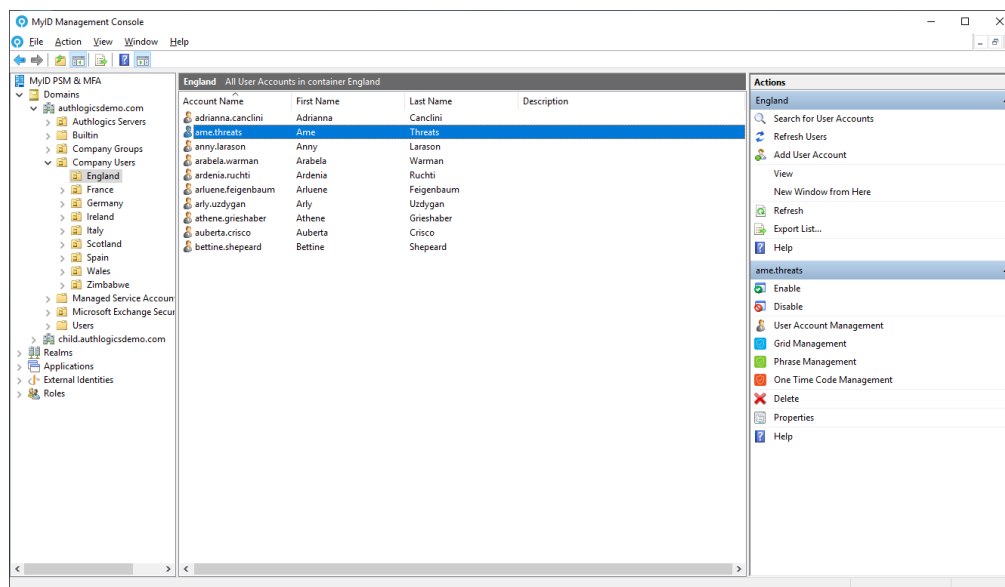 MyID Management Console
File Action View Window Help
MyID PSM & MFA
Domains
authlogicsdemo.com
Authlogics Servers
Builtin
Company Groups
Company Users
England
France
Germany
Ireland
Italy
Scotland
Spain
Wales
Zimbabwe
Managed Service Accoun
Microsoft Exchange Secur
Users
child.authlogicsdemo.com
Realms
Applications
External Identities
Roles
England All User Accounts in container England
Account Name First Name Last Name Description
adrianna.canclini Adrianna Canclini
ame.threats Ame Threats
anny.larason Anny Larason
arabela.warman Arabela Warman
ardenia.ruchti Ardenia Ruchti
arluene.feigenbaum Arluene Feigenbaum
arly.uzdygan Arly Uzdygan
athene.grieshaber Athene Grieshaber
auberta.crisco Auberta Crisco
bettine.shepeard Bettine Shepeard
Actions
England
Search for User Accounts
Refresh Users
Add User Account
View
New Window from Here
Refresh
Export List...
Help
ame.threats
Enable
Disable
User Account Management
Grid Management
Phrase Management
One Time Code Management
Delete
Properties
Help